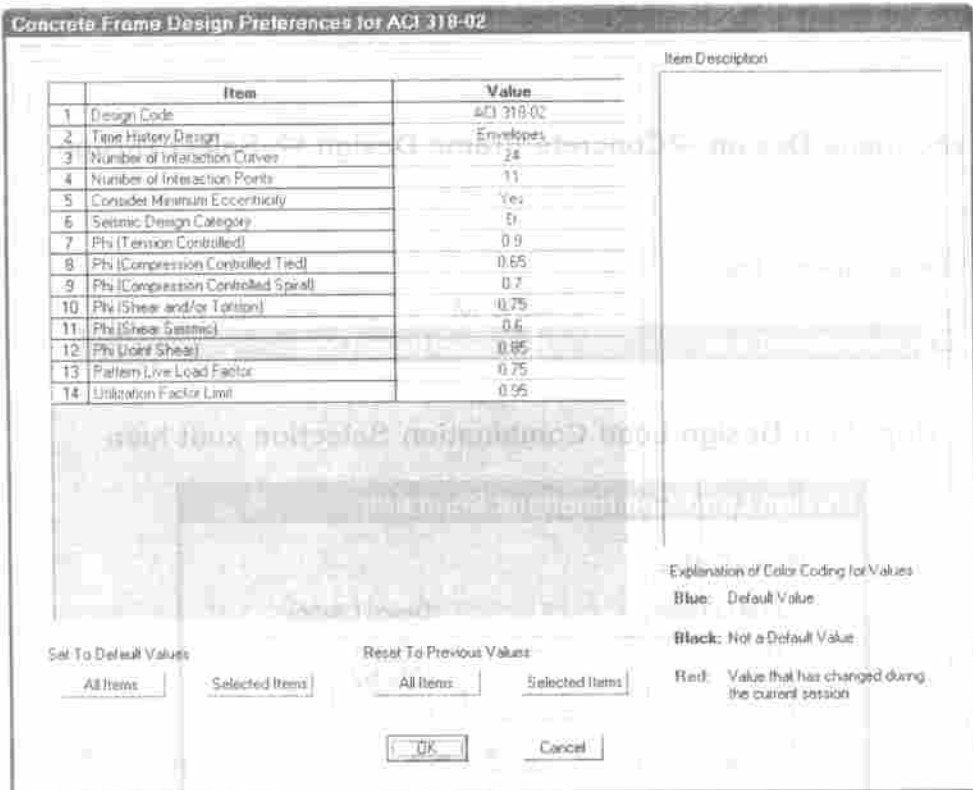 Concrete Frame Design Preferences for ACI 318-02
Item Description
Item Value
1 Design Code ACI 318-02
2 Time History Design Envelopes
3 Number of Interaction Curves 24
4 Number of Interaction Points 11
5 Consider Minimum Eccentricity Yes
6 Seismic Design Category D
7 Phi (Tension Controlled) 0.9
8 Phi (Compression Controlled Tied) 0.65
9 Phi (Compression Controlled Spiral) 0.7
10 Phi (Shear and/or Torsion) 0.75
11 Phi (Shear Seismic) 0.6
12 Phi (Joint Shear) 0.85
13 Pattern Live Load Factor 0.75
14 Utilization Factor Limit 0.95
Explanation of Color Coding for Values
Blue: Default Value
Black: Not a Default Value
Red: Value that has changed during
the current session
Set To Default Values
All Items Selected Items
Reset To Previous Values
All Items Selected Items
OK Cancel